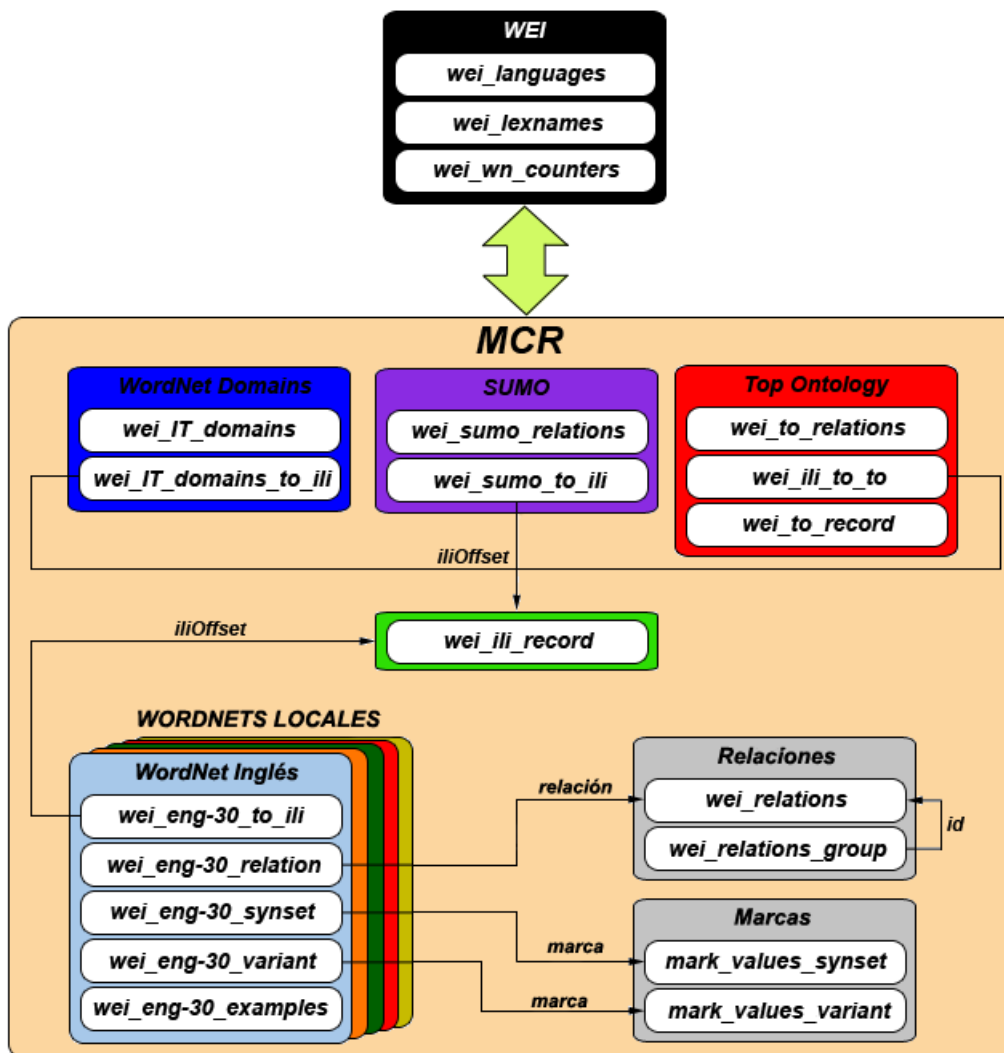 WEI
wei_languages
wei_lexnames
wei_wn_counters
MCR
WordNet Domains
wei_IT_domains
wei_IT_domains_to_ili
SUMO
wei_sumo_relations
wei_sumo_to_ili
Top Ontology
wei_to_relations
wei_ili_to_to
wei_to_record
iliOffset
iliOffset
wei_ili_record
WORDNETS LOCALES
WordNet Inglés
wei_eng-30_to_ili
wei_eng-30_relation
wei_eng-30_synset
wei_eng-30_variant
wei_eng-30_examples
relación
marca
marca
Relaciones
wei_relations
wei_relations_group
id
Marcas
mark_values_synset
mark_values_variant